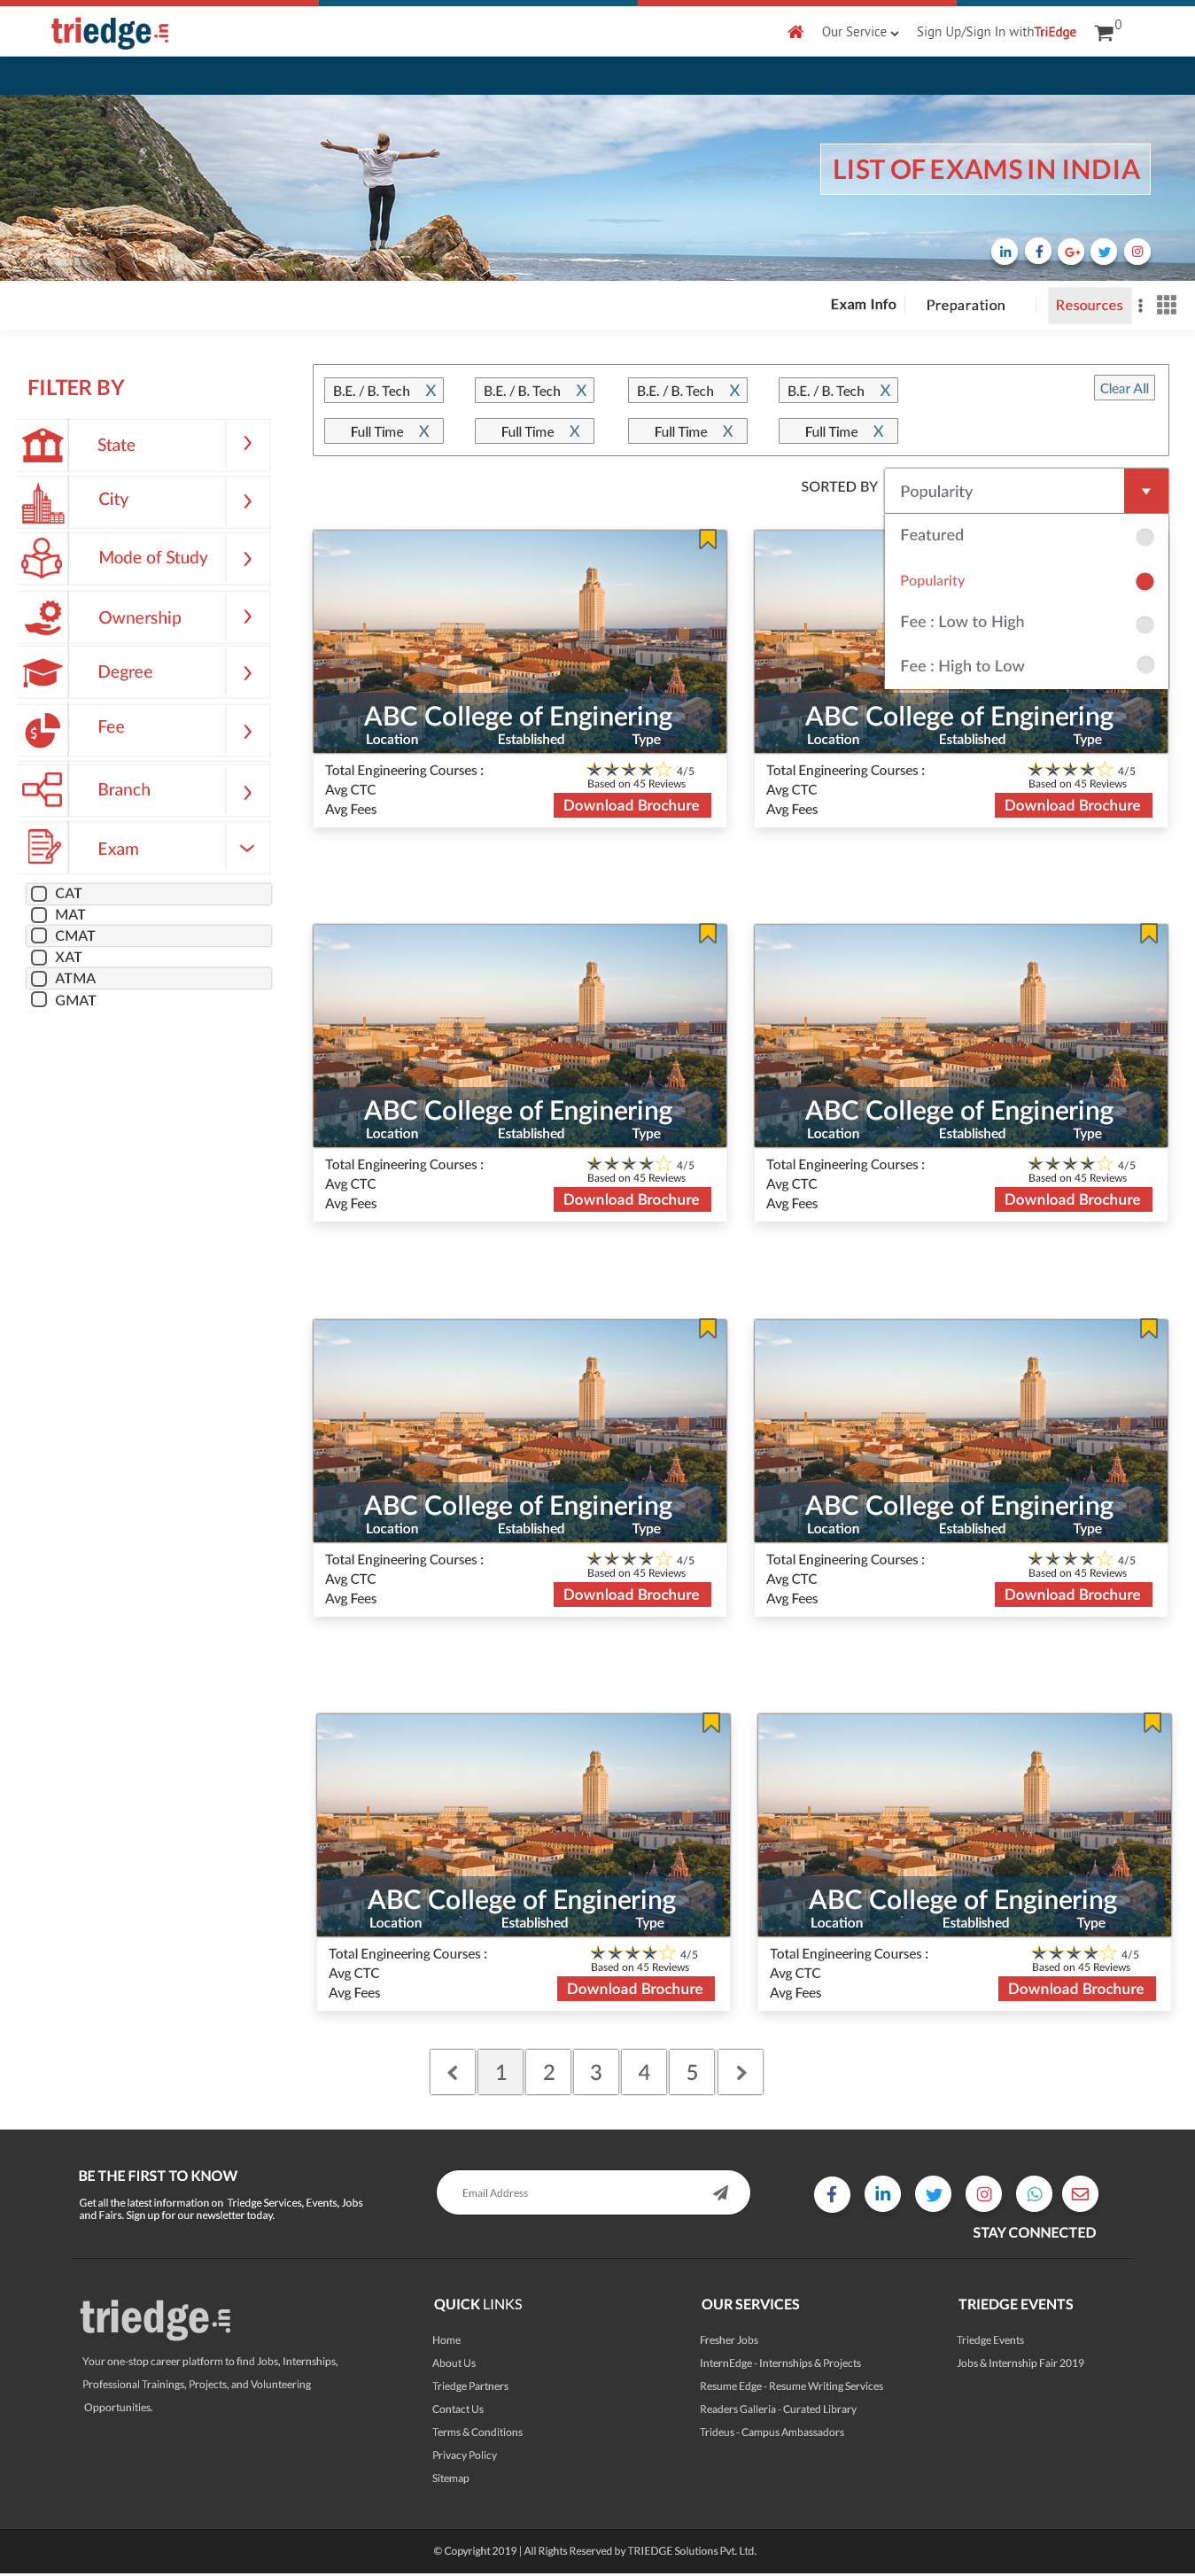 triedge.in
Our Service
Sign Up/Sign In with TriEdge
0
LIST OF EXAMS IN INDIA
Exam Info
Preparation
Resources
FILTER BY
State
City
Mode of Study
Ownership
Degree
Fee
Branch
Exam
CAT
MAT
CMAT
XAT
ATMA
GMAT
B.E. / B. Tech X
B.E. / B. Tech X
B.E. / B. Tech X
B.E. / B. Tech X
Clear All
Full Time X
Full Time X
Full Time X
Full Time X
SORTED BY
Popularity
Featured
Popularity
Fee : Low to High
Fee : High to Low
ABC College of Enginering
Location Established Type
Total Engineering Courses :
4/5
Based on 45 Reviews
Avg CTC
Avg Fees
Download Brochure
ABC College of Enginering
Location Established Type
Total Engineering Courses :
4/5
Based on 45 Reviews
Avg CTC
Avg Fees
Download Brochure
ABC College of Enginering
Location Established Type
Total Engineering Courses :
4/5
Based on 45 Reviews
Avg CTC
Avg Fees
Download Brochure
ABC College of Enginering
Location Established Type
Total Engineering Courses :
4/5
Based on 45 Reviews
Avg CTC
Avg Fees
Download Brochure
ABC College of Enginering
Location Established Type
Total Engineering Courses :
4/5
Based on 45 Reviews
Avg CTC
Avg Fees
Download Brochure
ABC College of Enginering
Location Established Type
Total Engineering Courses :
4/5
Based on 45 Reviews
Avg CTC
Avg Fees
Download Brochure
ABC College of Enginering
Location Established Type
Total Engineering Courses :
4/5
Based on 45 Reviews
Avg CTC
Avg Fees
Download Brochure
ABC College of Enginering
Location Established Type
Total Engineering Courses :
4/5
Based on 45 Reviews
Avg CTC
Avg Fees
Download Brochure
1 2 3 4 5
BE THE FIRST TO KNOW
Get all the latest information on Triedge Services, Events, Jobs
and Fairs. Sign up for our newsletter today.
Email Address
STAY CONNECTED
triedge.in
Your one-stop career platform to find Jobs, Internships,
Professional Trainings, Projects, and Volunteering
Opportunities.
QUICK LINKS
Home
About Us
Triedge Partners
Contact Us
Terms & Conditions
Privacy Policy
Sitemap
OUR SERVICES
Fresher Jobs
InternEdge - Internships & Projects
Resume Edge - Resume Writing Services
Readers Galleria - Curated Library
Trideus - Campus Ambassadors
TRIEDGE EVENTS
Triedge Events
Jobs & Internship Fair 2019
© Copyright 2019 | All Rights Reserved by TRIEDGE Solutions Pvt. Ltd.